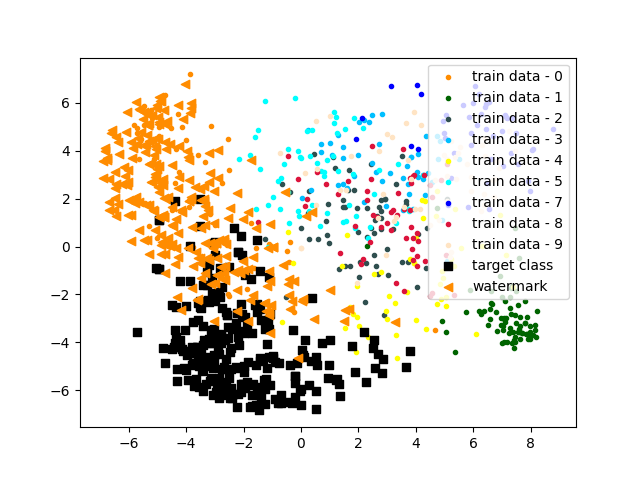 train data - 0
train data - 1
train data - 2
train data - 3
train data - 4
train data - 5
train data - 7
train data - 8
train data - 9
target class
watermark
6
4
2
0
−2
−4
−6
−6 −4 −2 0 2 4 6 8